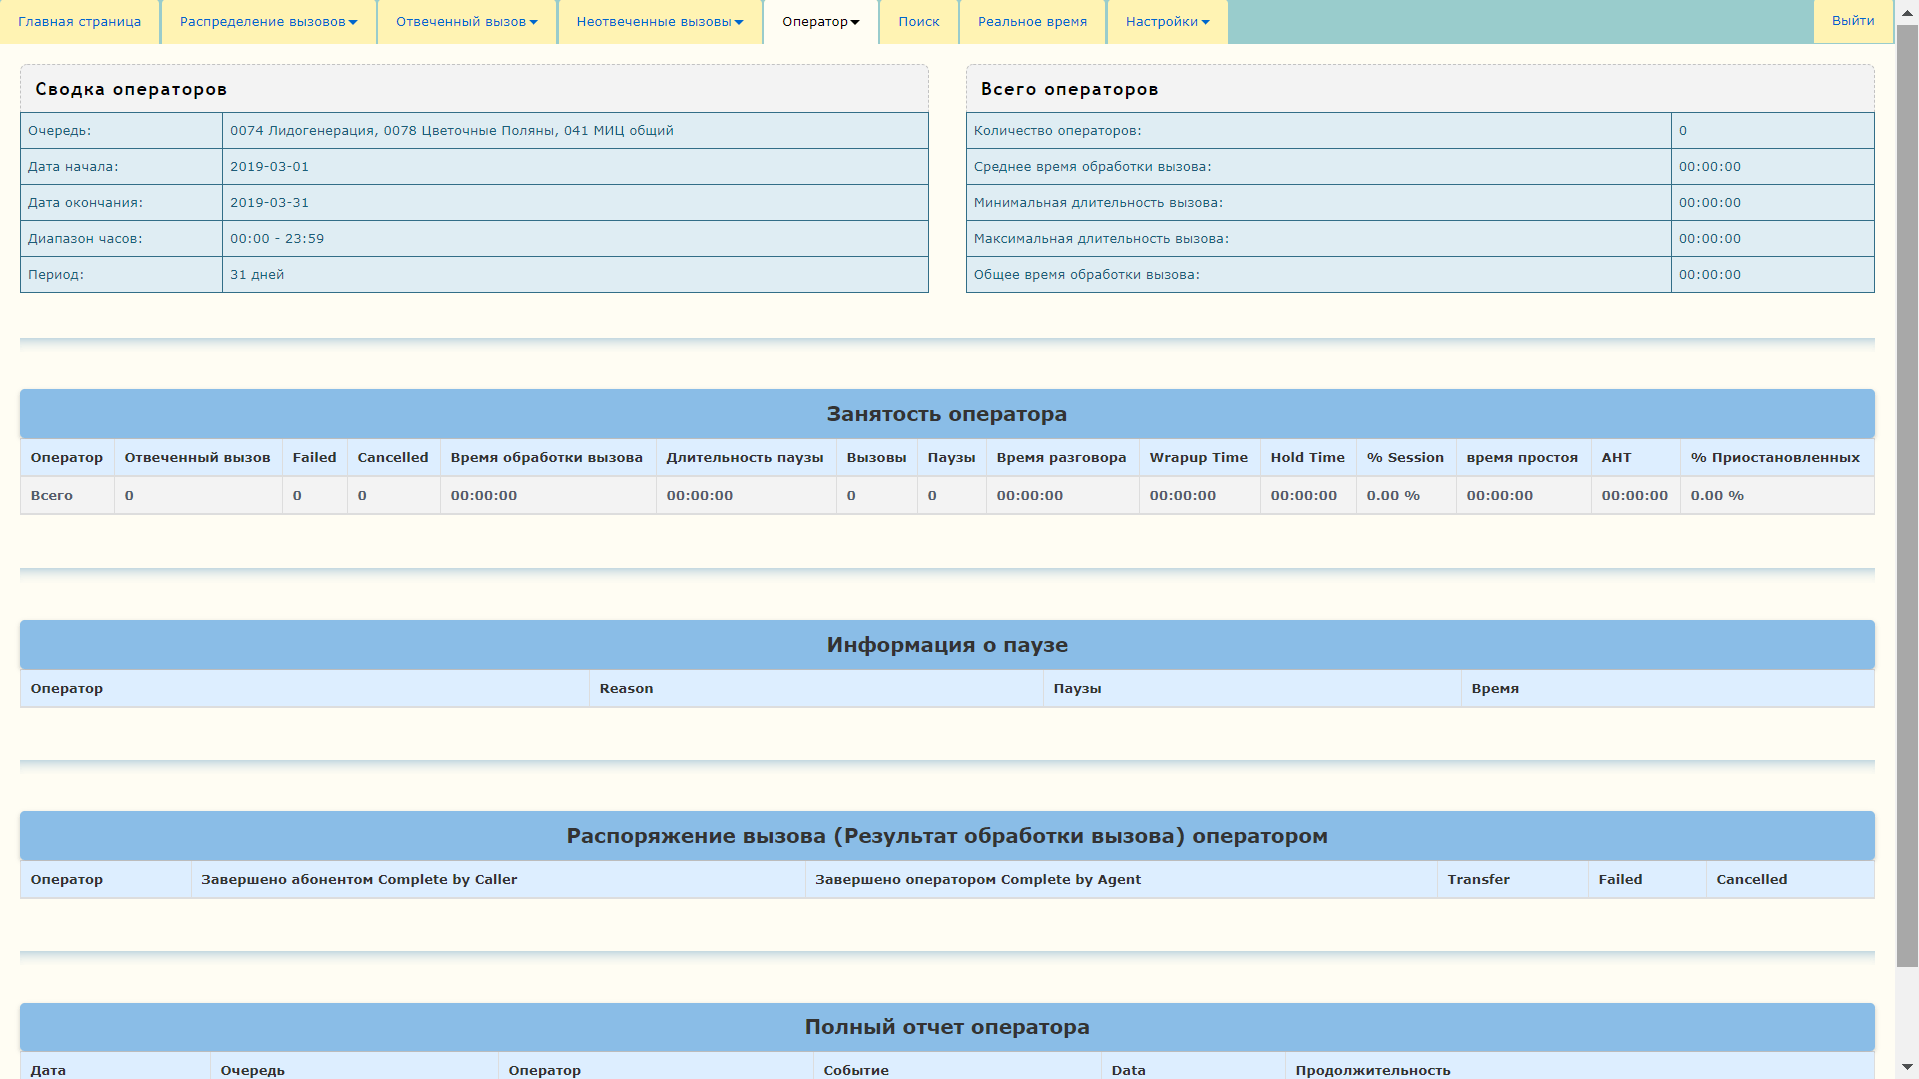 Главная страница Распределение вызовов Отвеченный вызов Неотвеченные вызовы Оператор Поиск Реальное время Настройки Выйти
Сводка операторов
Очередь: 0074 Лидогенерация, 0078 Цветочные Поляны, 041 МИЦ общий
Дата начала: 2019-03-01
Дата окончания: 2019-03-31
Диапазон часов: 00:00 - 23:59
Период: 31 дней
Всего операторов
Количество операторов: 0
Среднее время обработки вызова: 00:00:00
Минимальная длительность вызова: 00:00:00
Максимальная длительность вызова: 00:00:00
Общее время обработки вызова: 00:00:00
Занятость оператора
Оператор Отвеченный вызов Failed Cancelled Время обработки вызова Длительность паузы Вызовы Паузы Время разговора Wrapup Time Hold Time % Session время простоя AHT % Приостановленных
Всего 0 0 0 00:00:00 00:00:00 0 0 00:00:00 00:00:00 00:00:00 0.00 % 00:00:00 00:00:00 0.00 %
Информация о паузе
Оператор Reason Паузы Время
Распоряжение вызова (Результат обработки вызова) оператором
Оператор Завершено абонентом Complete by Caller Завершено оператором Complete by Agent Transfer Failed Cancelled
Полный отчет оператора
Дата Очередь Оператор Событие Data Продолжительность